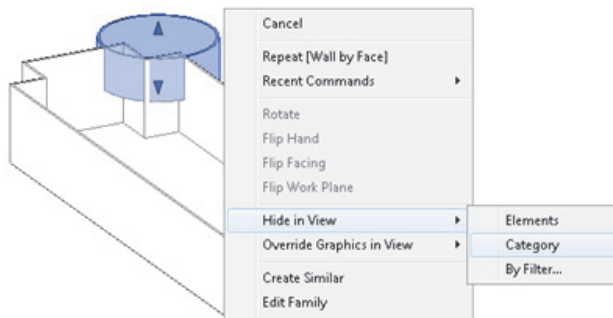 Cancel
Repeat [Wall by Face]
Recent Commands
Rotate
Flip Hand
Flip Facing
Flip Work Plane
Hide in View
Override Graphics in View
Create Similar
Edit Family
Elements
Category
By Filter...